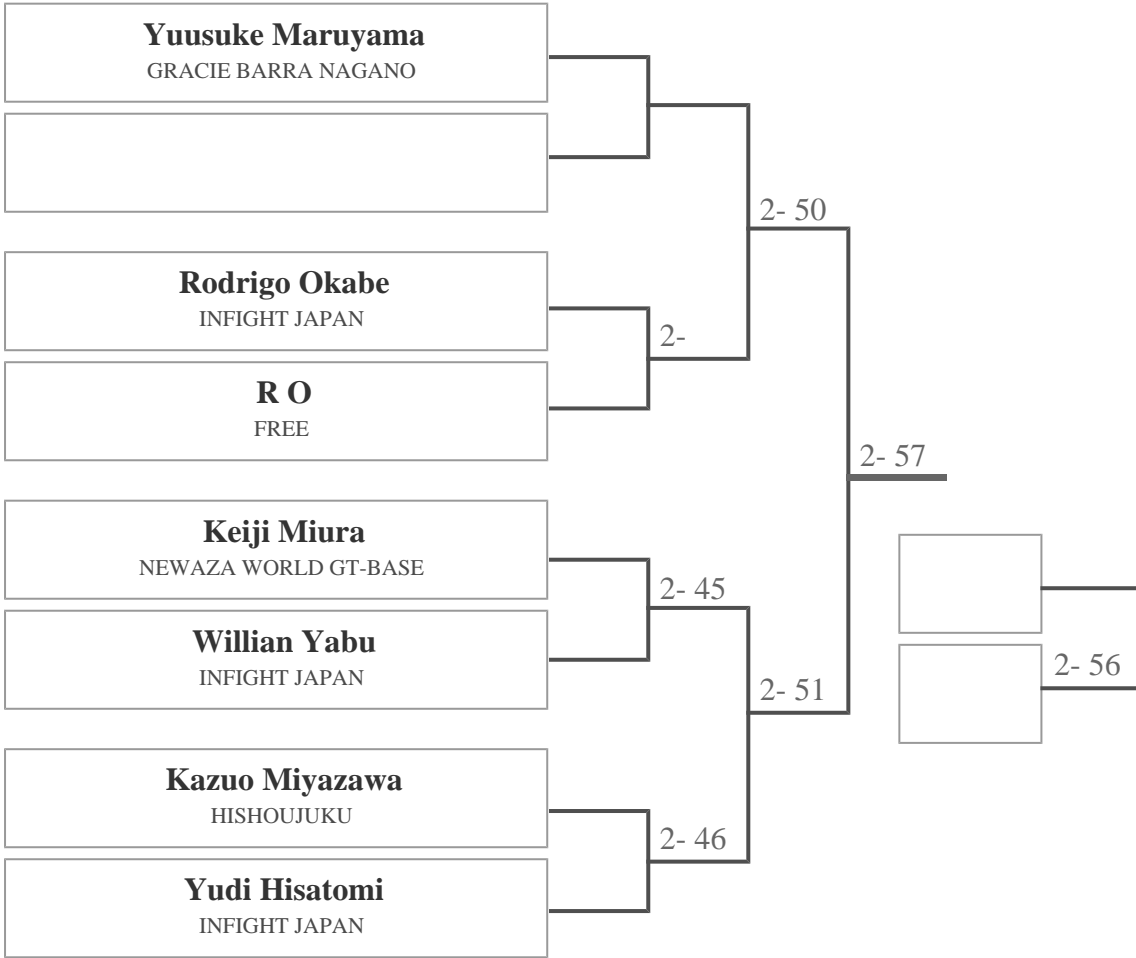 Yuusuke Maruyama
GRACIE BARRA NAGANO
2- 50
Rodrigo Okabe
INFIGHT JAPAN
2-
R O
FREE
2- 57
Keiji Miura
NEWAZA WORLD GT-BASE
2- 45
Willian Yabu
INFIGHT JAPAN
2- 51
2- 56
Kazuo Miyazawa
HISHOUJUKU
2- 46
Yudi Hisatomi
INFIGHT JAPAN